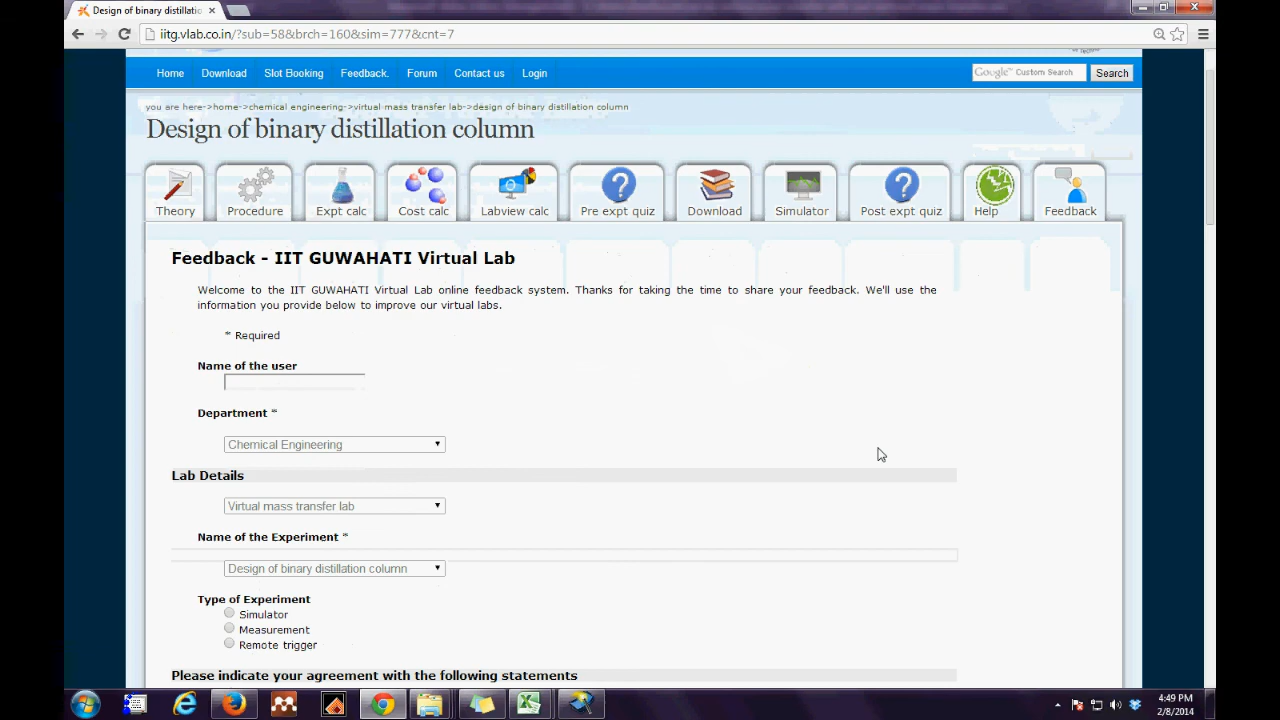 Design of binary distillatio
iitg.vlab.co.in/?sub=58&brch=160&sim=777&cnt=7
Home Download Slot Booking Feedback. Forum Contact us Login Google™ Custom Search Search
you are here->home->chemical engineering->virtual mass transfer lab->design of binary distillation column
Design of binary distillation column
Theory Procedure Expt calc Cost calc Labview calc Pre expt quiz Download Simulator Post expt quiz Help Feedback
Feedback - IIT GUWAHATI Virtual Lab
Welcome to the IIT GUWAHATI Virtual Lab online feedback system. Thanks for taking the time to share your feedback. We'll use the
information you provide below to improve our virtual labs.
* Required
Name of the user
Department *
Chemical Engineering
Lab Details
Virtual mass transfer lab
Name of the Experiment *
Design of binary distillation column
Type of Experiment
Simulator
Measurement
Remote trigger
Please indicate your agreement with the following statements
4:49 PM
2/8/2014